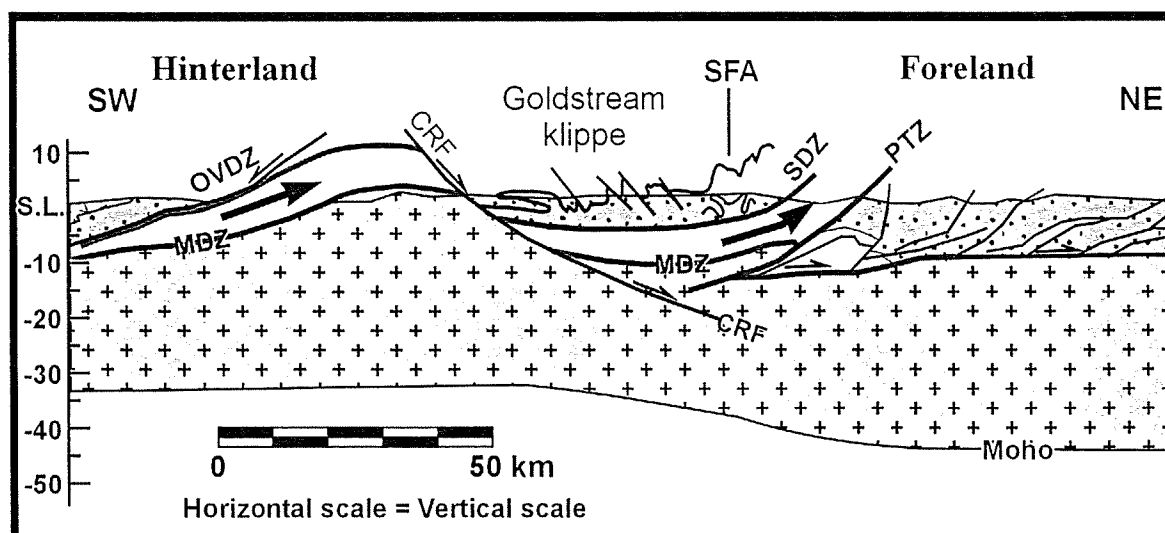 Hinterland
SFA
Foreland
SW
Goldstream
klippe
NE
CRF
OVDZ
SDZ
PTZ
10
S.L.
-10
-20
-30
-40
-50
MDZ
MDZ
CRF
Moho
0 50 km
Horizontal scale = Vertical scale